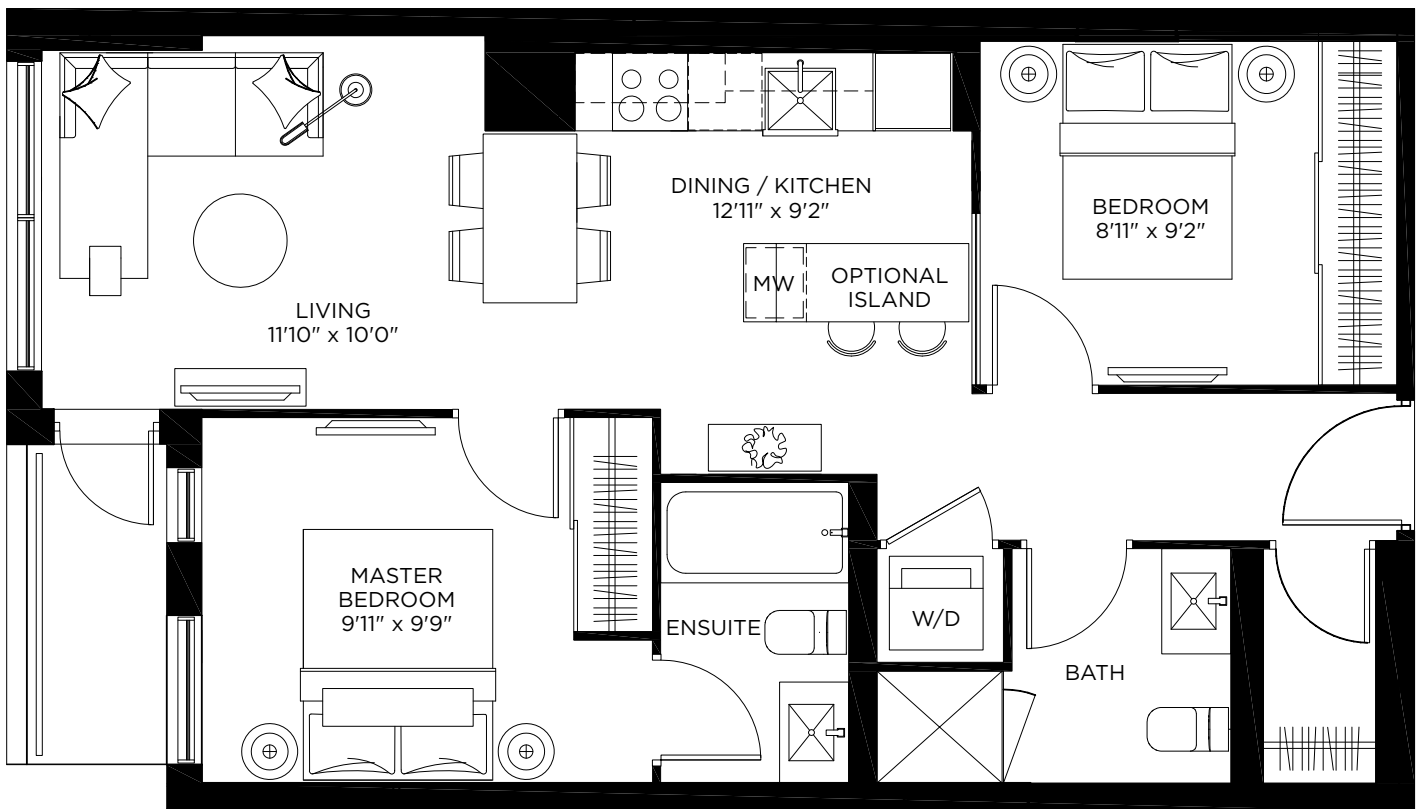 DINING / KITCHEN
12'11" x 9'2"
BEDROOM
8'11" x 9'2"
MW
OPTIONAL
ISLAND
LIVING
11'10" x 10'0"
MASTER
BEDROOM
9'11" x 9'9"
ENSUITE
W/D
BATH